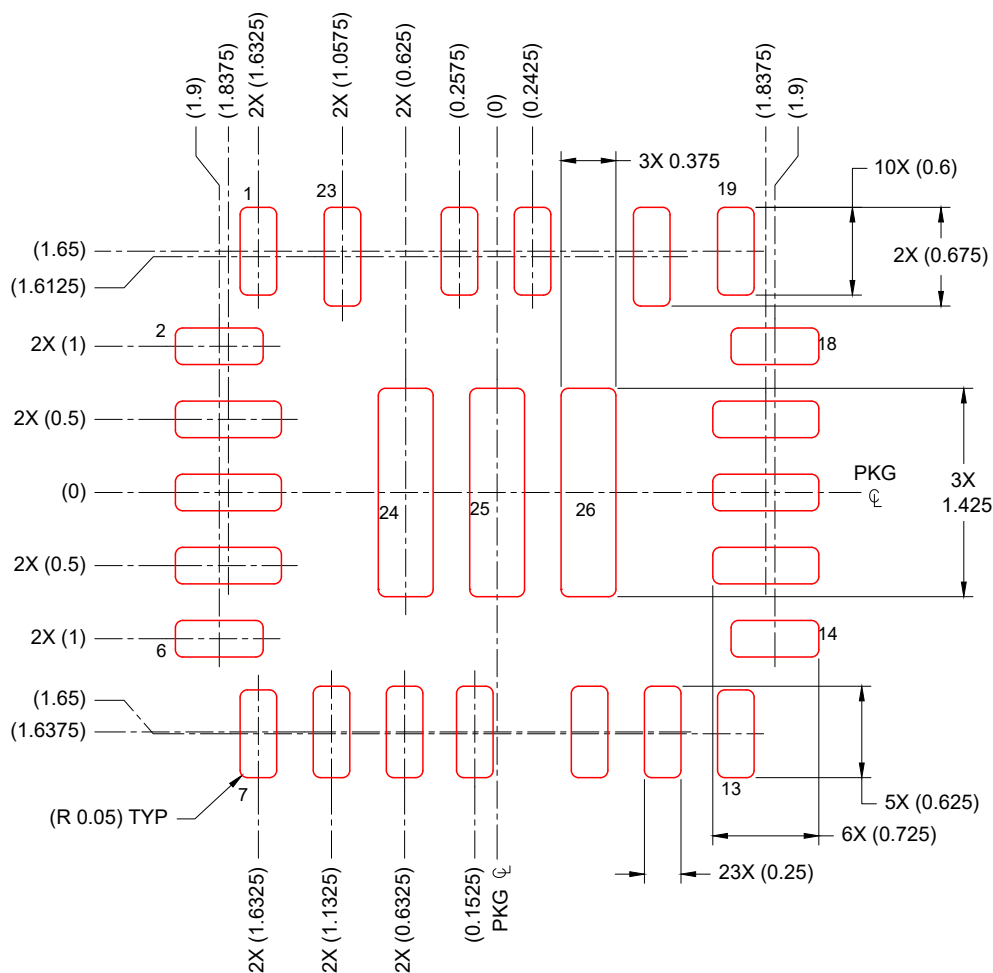 (1.9)
(1.8375)
2X (1.6325)
2X (1.0575)
2X (0.625)
(0.2575)
(0)
(0.2425)
(1.8375)
(1.9)
3X 0.375
10X (0.6)
2X (0.675)
1
23
19
(1.65)
(1.6125)
2X (1)
2
18
2X (0.5)
(0)
PKG
℄
3X
1.425
24
25
26
2X (0.5)
2X (1)
6
14
(1.65)
(1.6375)
(R 0.05) TYP
7
13
5X (0.625)
6X (0.725)
23X (0.25)
2X (1.6325)
2X (1.1325)
2X (0.6325)
(0.1525)
PKG ℄